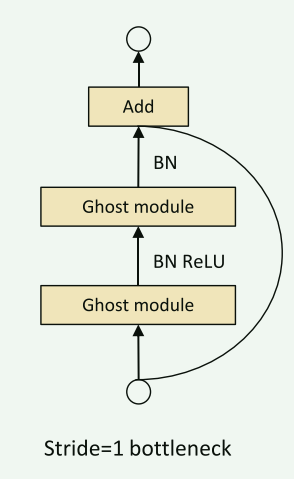 Add
BN
Ghost module
BN ReLU
Ghost module
Stride=1 bottleneck